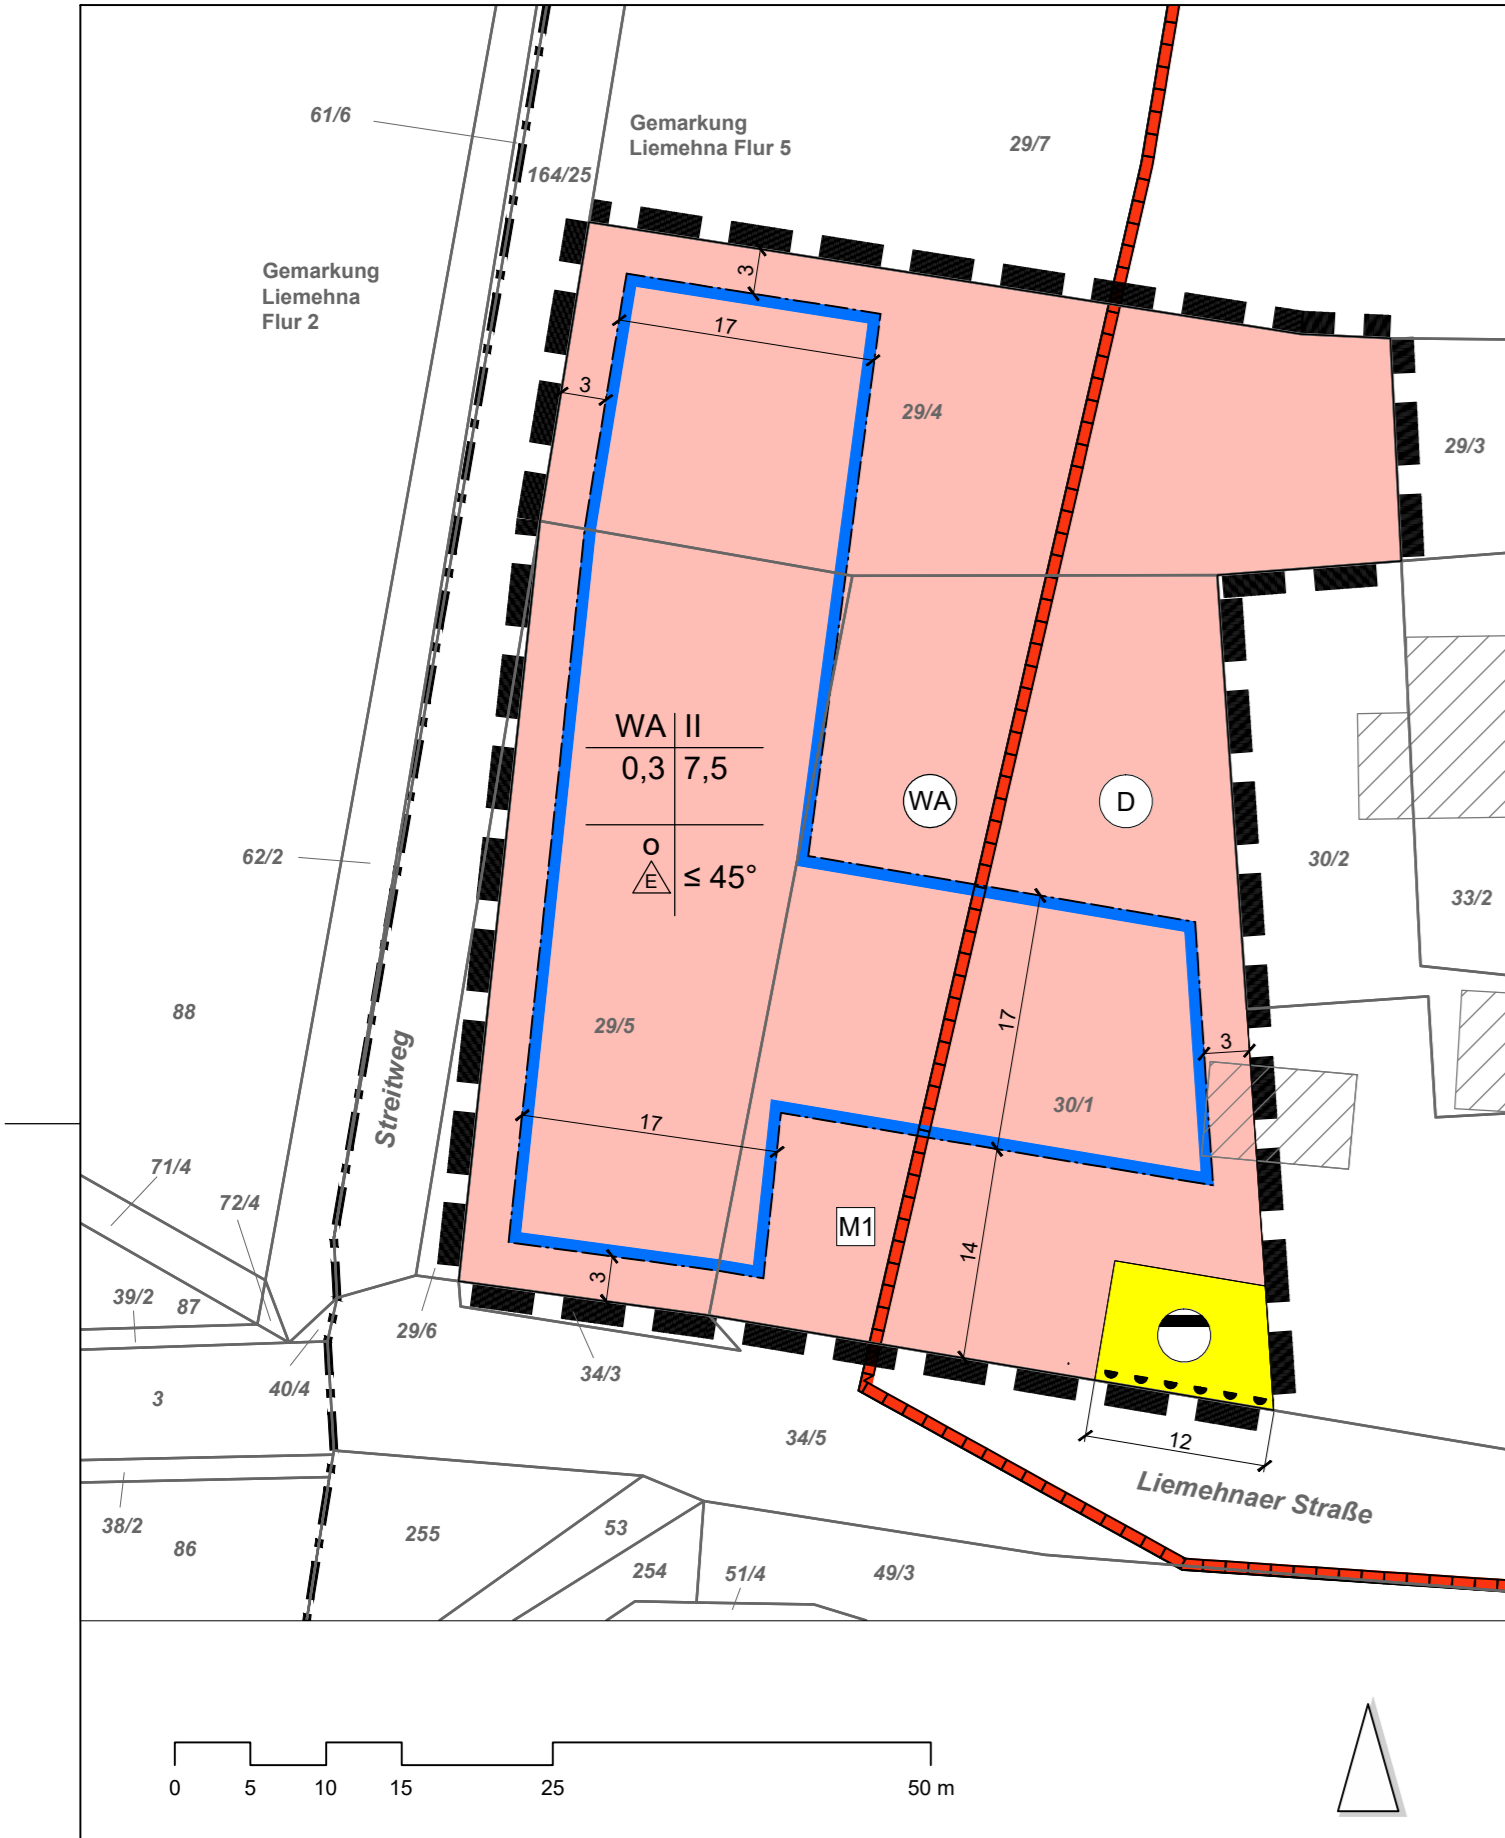 61/6
Gemarkung
Liemehna Flur 5
29/7
164/25
Gemarkung
Liemehna
Flur 2
3
17
3
29/4
29/3
WA II
0,3 7,5
o
E ≤ 45°
WA
D
62/2
30/2
33/2
88
29/5
17
3
Streitweg
30/1
17
71/4
72/4
M1
14
3
39/2
87
29/6
34/3
40/4
3
34/5
12
Liemehnaer Straße
38/2
86
255
53
254
51/4
49/3
0 5 10 15 25 50 m